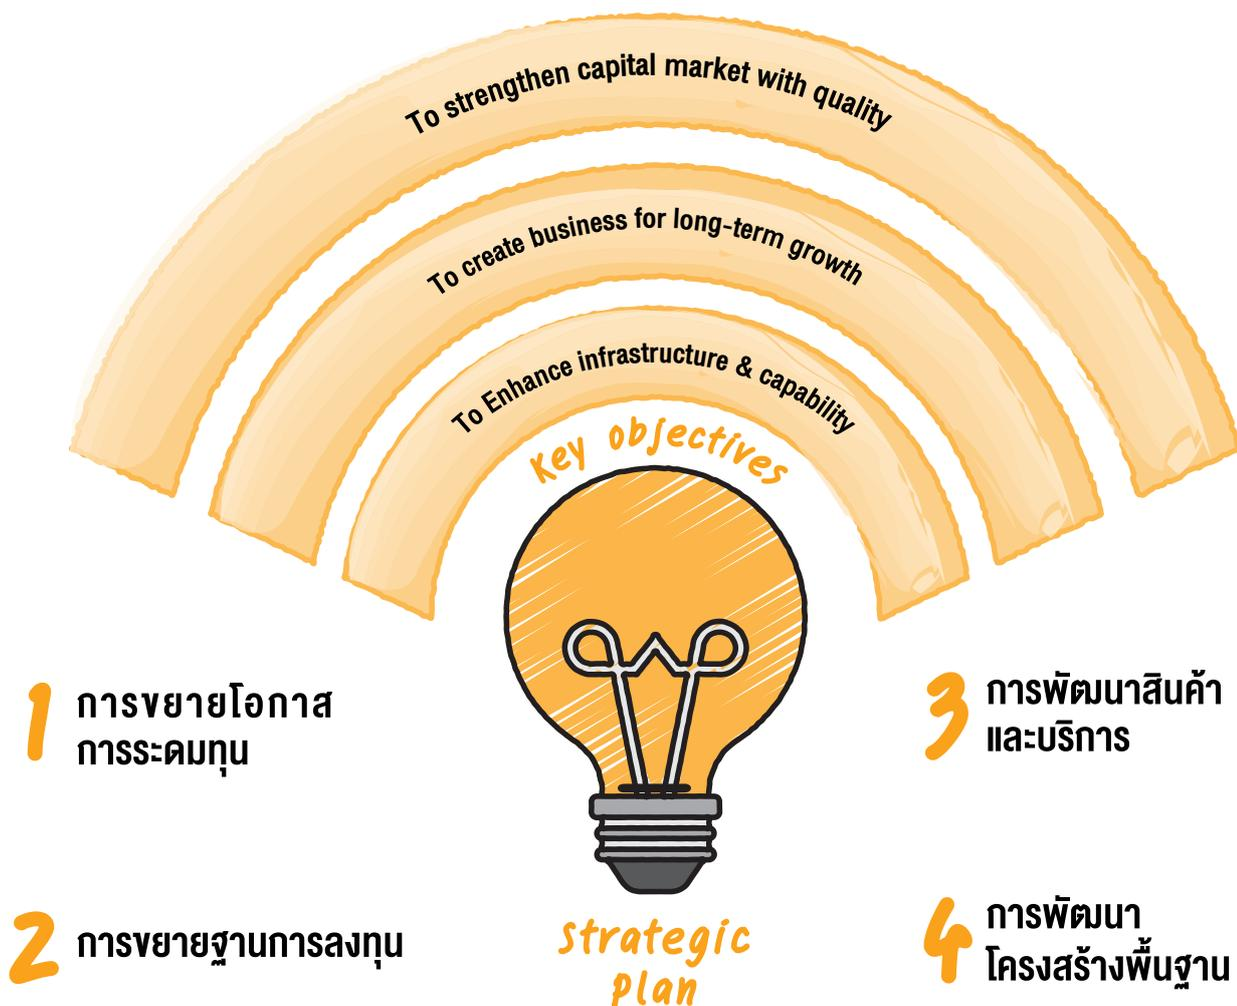 To strengthen capital market with quality
To create business for long-term growth
To Enhance infrastructure & capability
Key objectives
1 การขยายโอกาส
การระดมทุน
2 การขยายฐานการลงทุน
3 การพัฒนาสินค้า
และบริการ
4 การพัฒนา
โครงสร้างพื้นฐาน
Strategic
Plan